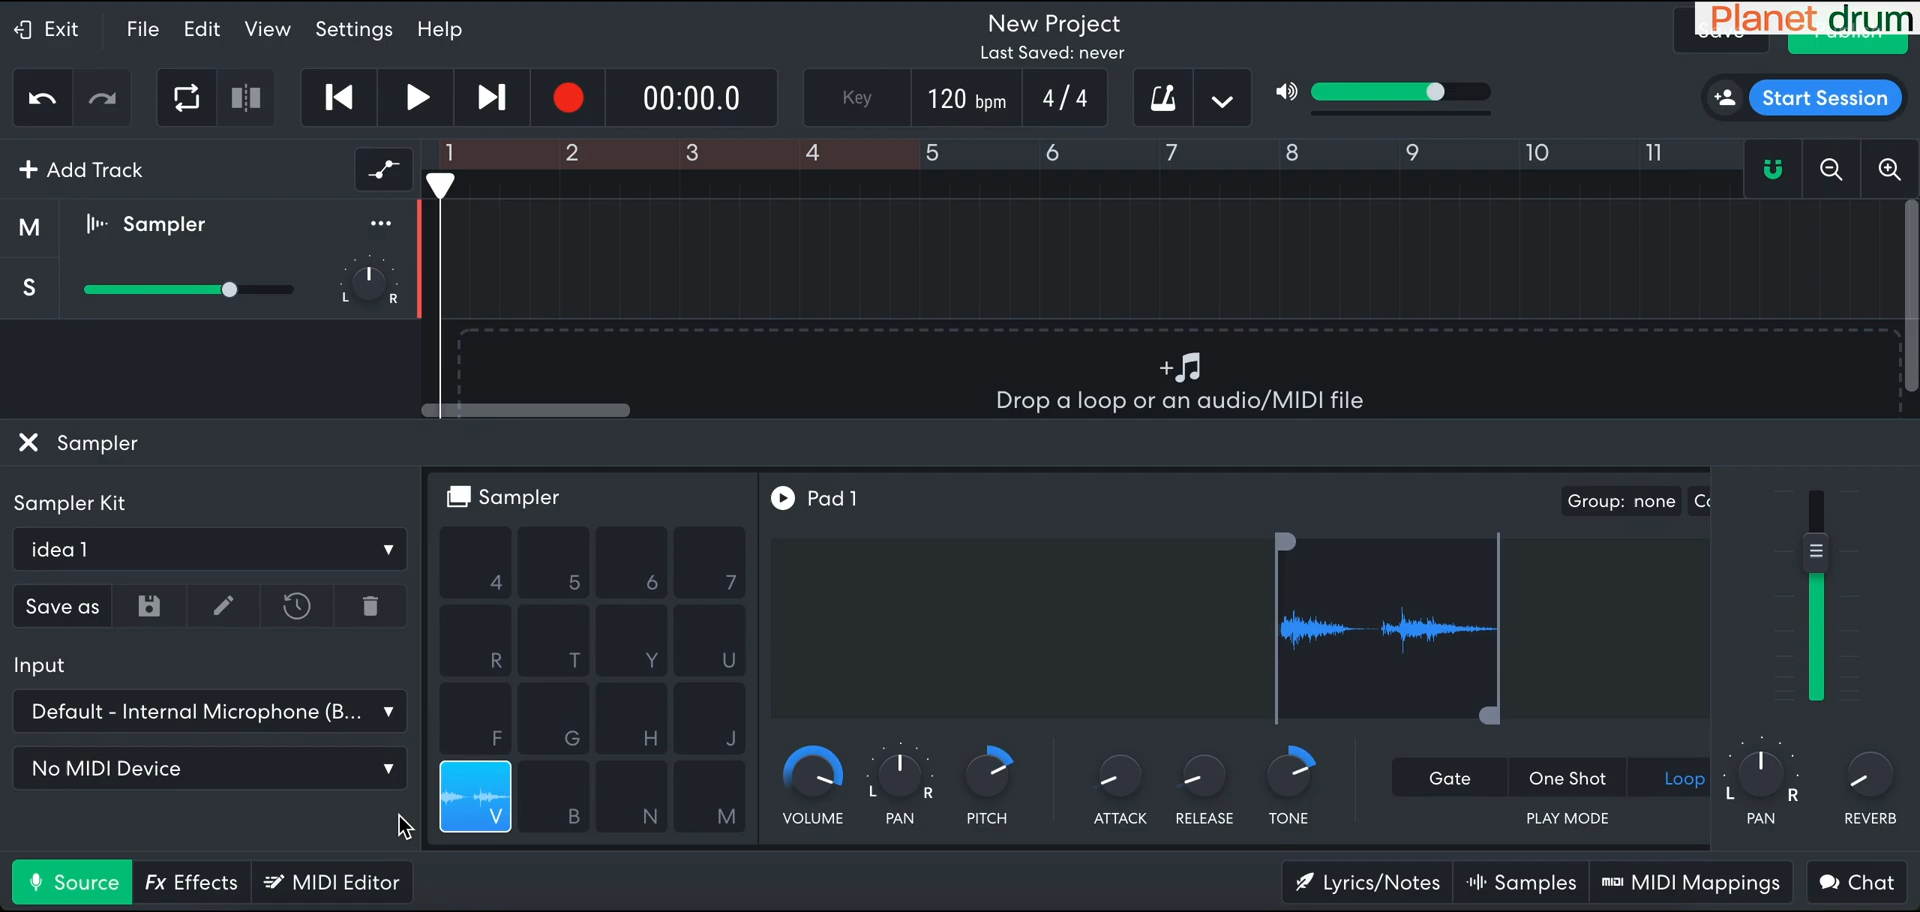 Exit File Edit View Settings Help
New Project
Last Saved: never
Planet drum
00:00.0
Key 120 bpm 4 / 4
Start Session
+ Add Track
1 2 3 4 5 6 7 8 9 10 11
M
Sampler
S
L R
Drop a loop or an audio/MIDI file
Sampler
Sampler Kit
idea 1
Save as
Input
Default - Internal Microphone (B...
No MIDI Device
Sampler
4 5 6 7
R T Y U
F G H J
V B N M
Pad 1
Group: none
L R
VOLUME PAN PITCH ATTACK RELEASE TONE
Gate One Shot Loop
PLAY MODE
L R
PAN REVERB
Source Fx Effects MIDI Editor
Lyrics/Notes Samples MIDI MIDI Mappings Chat